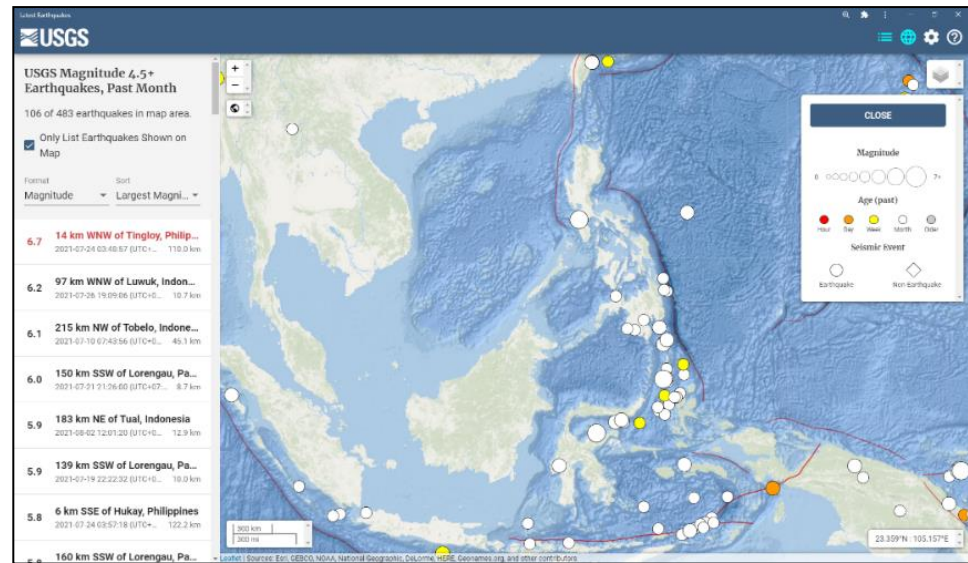 Latest Earthquakes
USGS
USGS Magnitude 4.5+
Earthquakes, Past Month
106 of 483 earthquakes in map area.
Only List Earthquakes Shown on
Map
Format
Sort
Magnitude
Largest Magni...
6.7
14 km WNW of Tingloy, Philip...
2021-07-24 03:48:57 (UTC+...
110.0 km
6.2
97 km WNW of Luwuk, Indon...
2021-07-26 19:09:06 (UTC+0...
10.7 km
6.1
215 km NW of Tobelo, Indone...
2021-07-10 07:43:56 (UTC+0...
45.1 km
6.0
150 km SSW of Lorengau, Pa...
2021-07-21 21:26:00 (UTC+07:...
8.7 km
5.9
183 km NE of Tual, Indonesia
2021-08-02 12:01:20 (UTC+0...
12.9 km
5.9
139 km SSW of Lorengau, Pa...
2021-07-19 22:22:32 (UTC+0...
10.0 km
5.8
6 km SSE of Hukay, Philippines
2021-07-24 03:57:18 (UTC+...
122.2 km
160 km SSW of Lorengau, Pa...
+
−
CLOSE
Magnitude
0
7+
Age (past)
Hour
Day
Week
Month
Older
Seismic Event
Earthquake
Non Earthquake
300 mi
23.359°N : 105.157°E
Leaflet | Sources: Esri, GEBCO, NOAA, National Geographic, DeLorme, HERE, Geonames.org, and other contributors